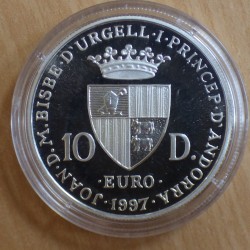 JOAN·D.M.BISBE·D'URGELL·I·PRINCEP·D'ANDORRA
10 D.
·EURO·
·1997·